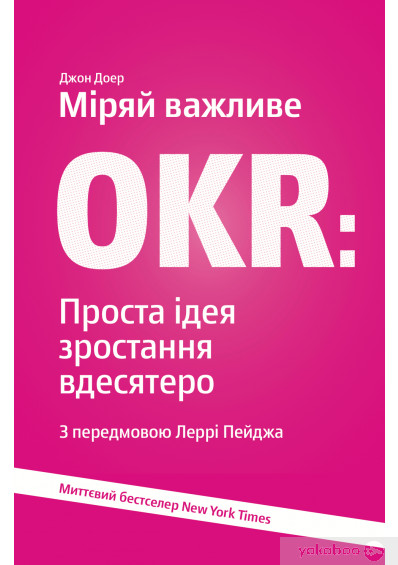 Джон Доер
Міряй важливе
OKR:
Проста ідея
зростання
вдесятеро
З передмовою Леррі Пейджа
Миттєвий бестселер New York Times
yakaboo